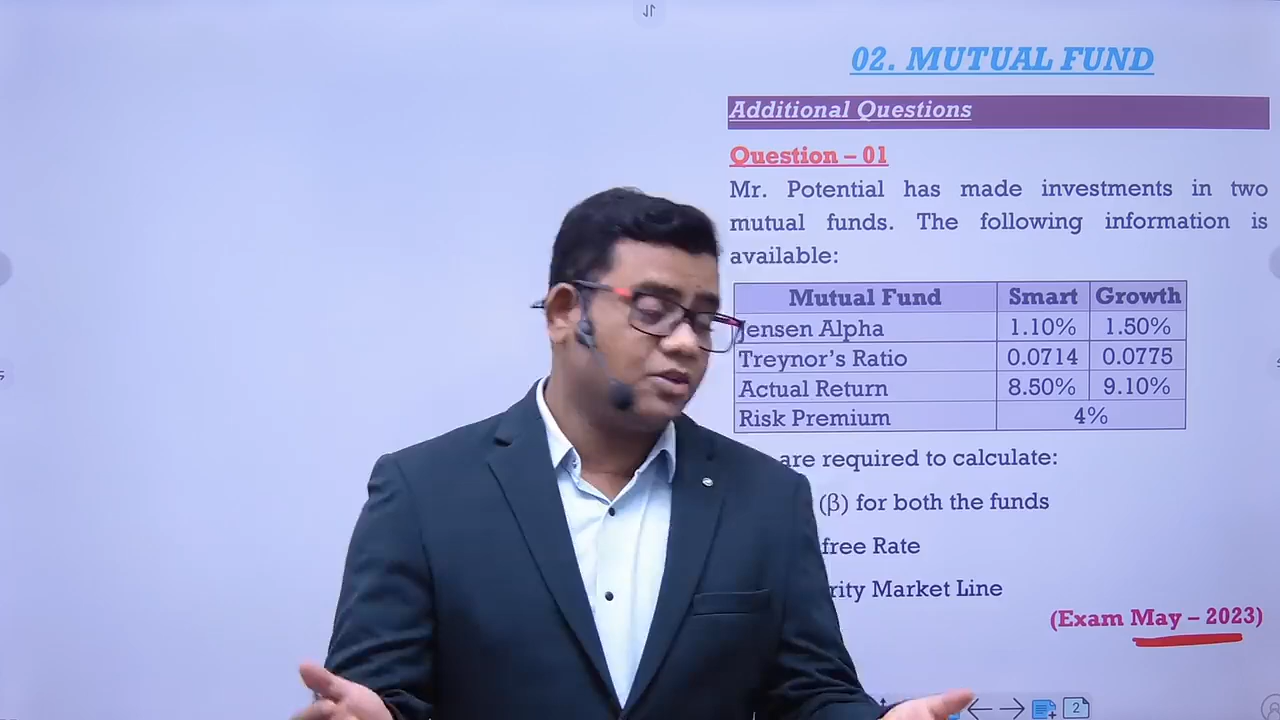 02. MUTUAL FUND
Additional Questions
Question – 01
Mr. Potential has made investments in two
mutual funds. The following information is
available:
Mutual Fund Smart Growth
Jensen Alpha 1.10% 1.50%
Treynor's Ratio 0.0714 0.0775
Actual Return 8.50% 9.10%
Risk Premium 4%
are required to calculate:
(β) for both the funds
free Rate
Market Line
(Exam May – 2023)
2